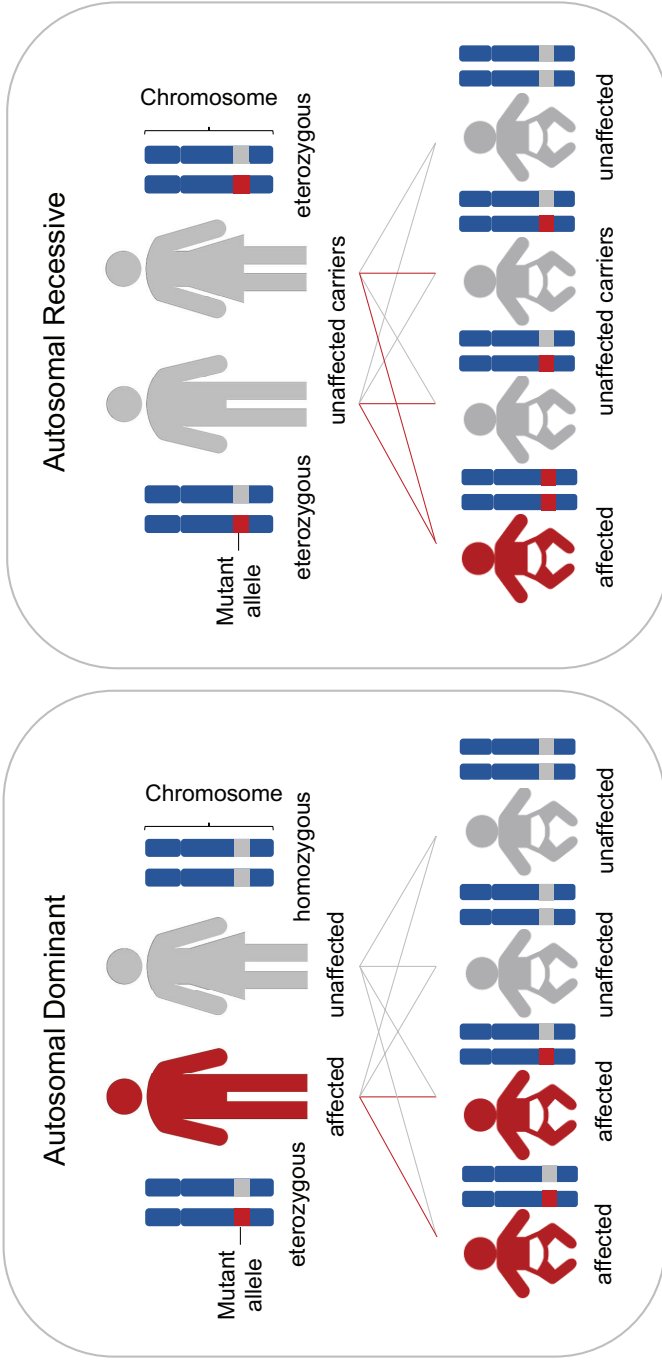 Autosomal Dominant
Chromosome
Mutant
allele
eterozygous
homozygous
affected
unaffected
affected
affected
unaffected
unaffected
Autosomal Recessive
Chromosome
Mutant
allele
eterozygous
eterozygous
unaffected carriers
affected
unaffected carriers
unaffected